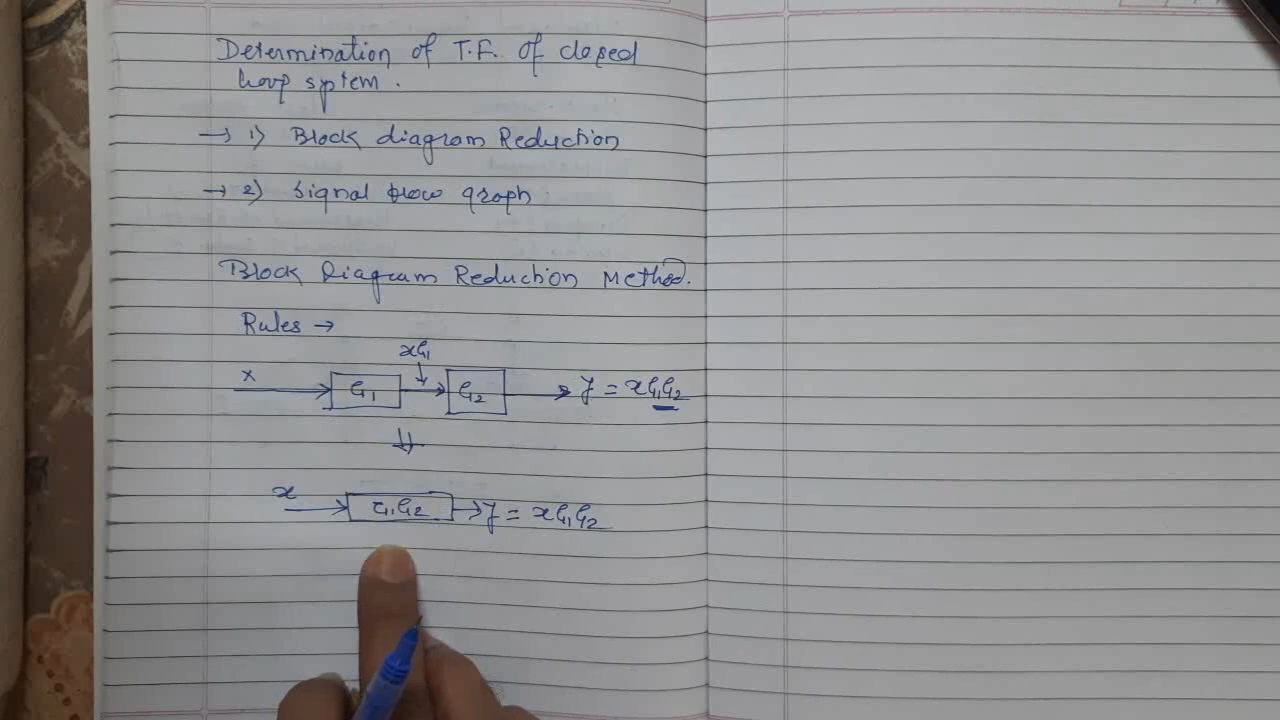 Determination of T.F. of closed
loop system.
→ 1) Block diagram Reduction
→ 2) Signal flow graph.
Block Diagram Reduction Method.
Rules →
xG1
x G1 G2 y = xG1G2
x G1G2 y = xG1G2